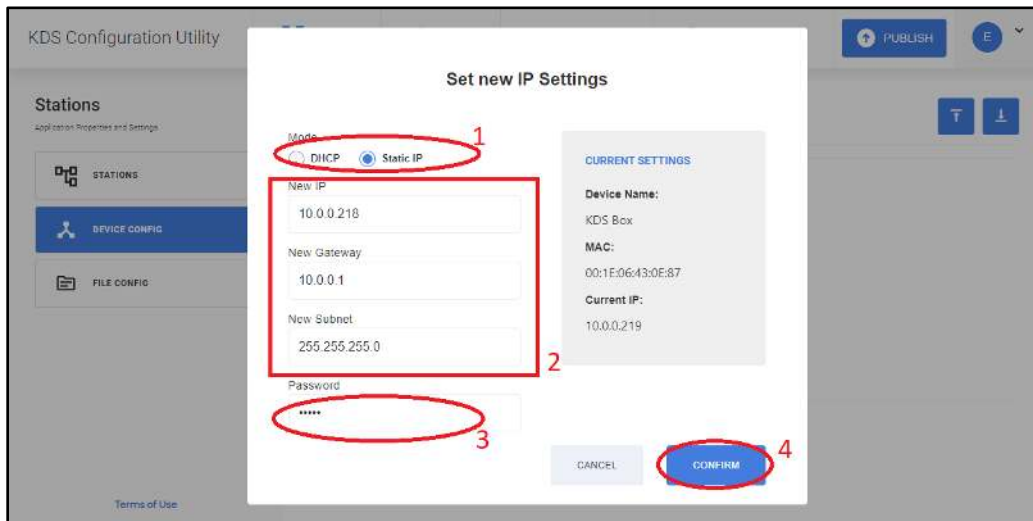 KDS Configuration Utility
PUBLISH
E
Set new IP Settings
Stations
Application Properties and Settings
STATIONS
DEVICE CONFIG
FILE CONFIG
Mode
1
DHCP
Static IP
New IP
10.0.0.218
New Gateway
10.0.0.1
New Subnet
255.255.255.0
2
Password
•••••
3
CURRENT SETTINGS
Device Name:
KDS Box
MAC:
00:1E:06:43:0E:87
Current IP:
10.0.0.219
CANCEL
CONFIRM
4
Terms of Use